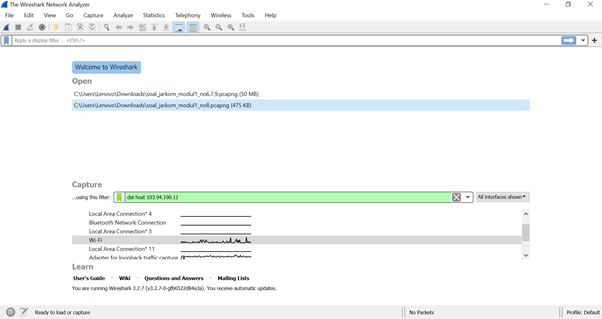 The Wireshark Network Analyzer
File Edit View Go Capture Analyze Statistics Telephony Wireless Tools Help
Apply a display filter ... <Ctrl-/>
Welcome to Wireshark
Open
C:\Users\Lenovo\Downloads\soal_jarkom_modul1_no6,7,9.pcapng (50 MB)
C:\Users\Lenovo\Downloads\soal_jarkom_modul1_no8.pcapng (475 KB)
Capture
...using this filter: dst host 103.94.190.11 All interfaces shown
Local Area Connection* 4
Bluetooth Network Connection
Local Area Connection* 3
Wi-Fi
Local Area Connection* 11
Adapter for loopback traffic capture
Learn
User's Guide · Wiki · Questions and Answers · Mailing Lists
You are running Wireshark 3.2.7 (v3.2.7-0-gfb6522d84a3a). You receive automatic updates.
Ready to load or capture No Packets Profile: Default